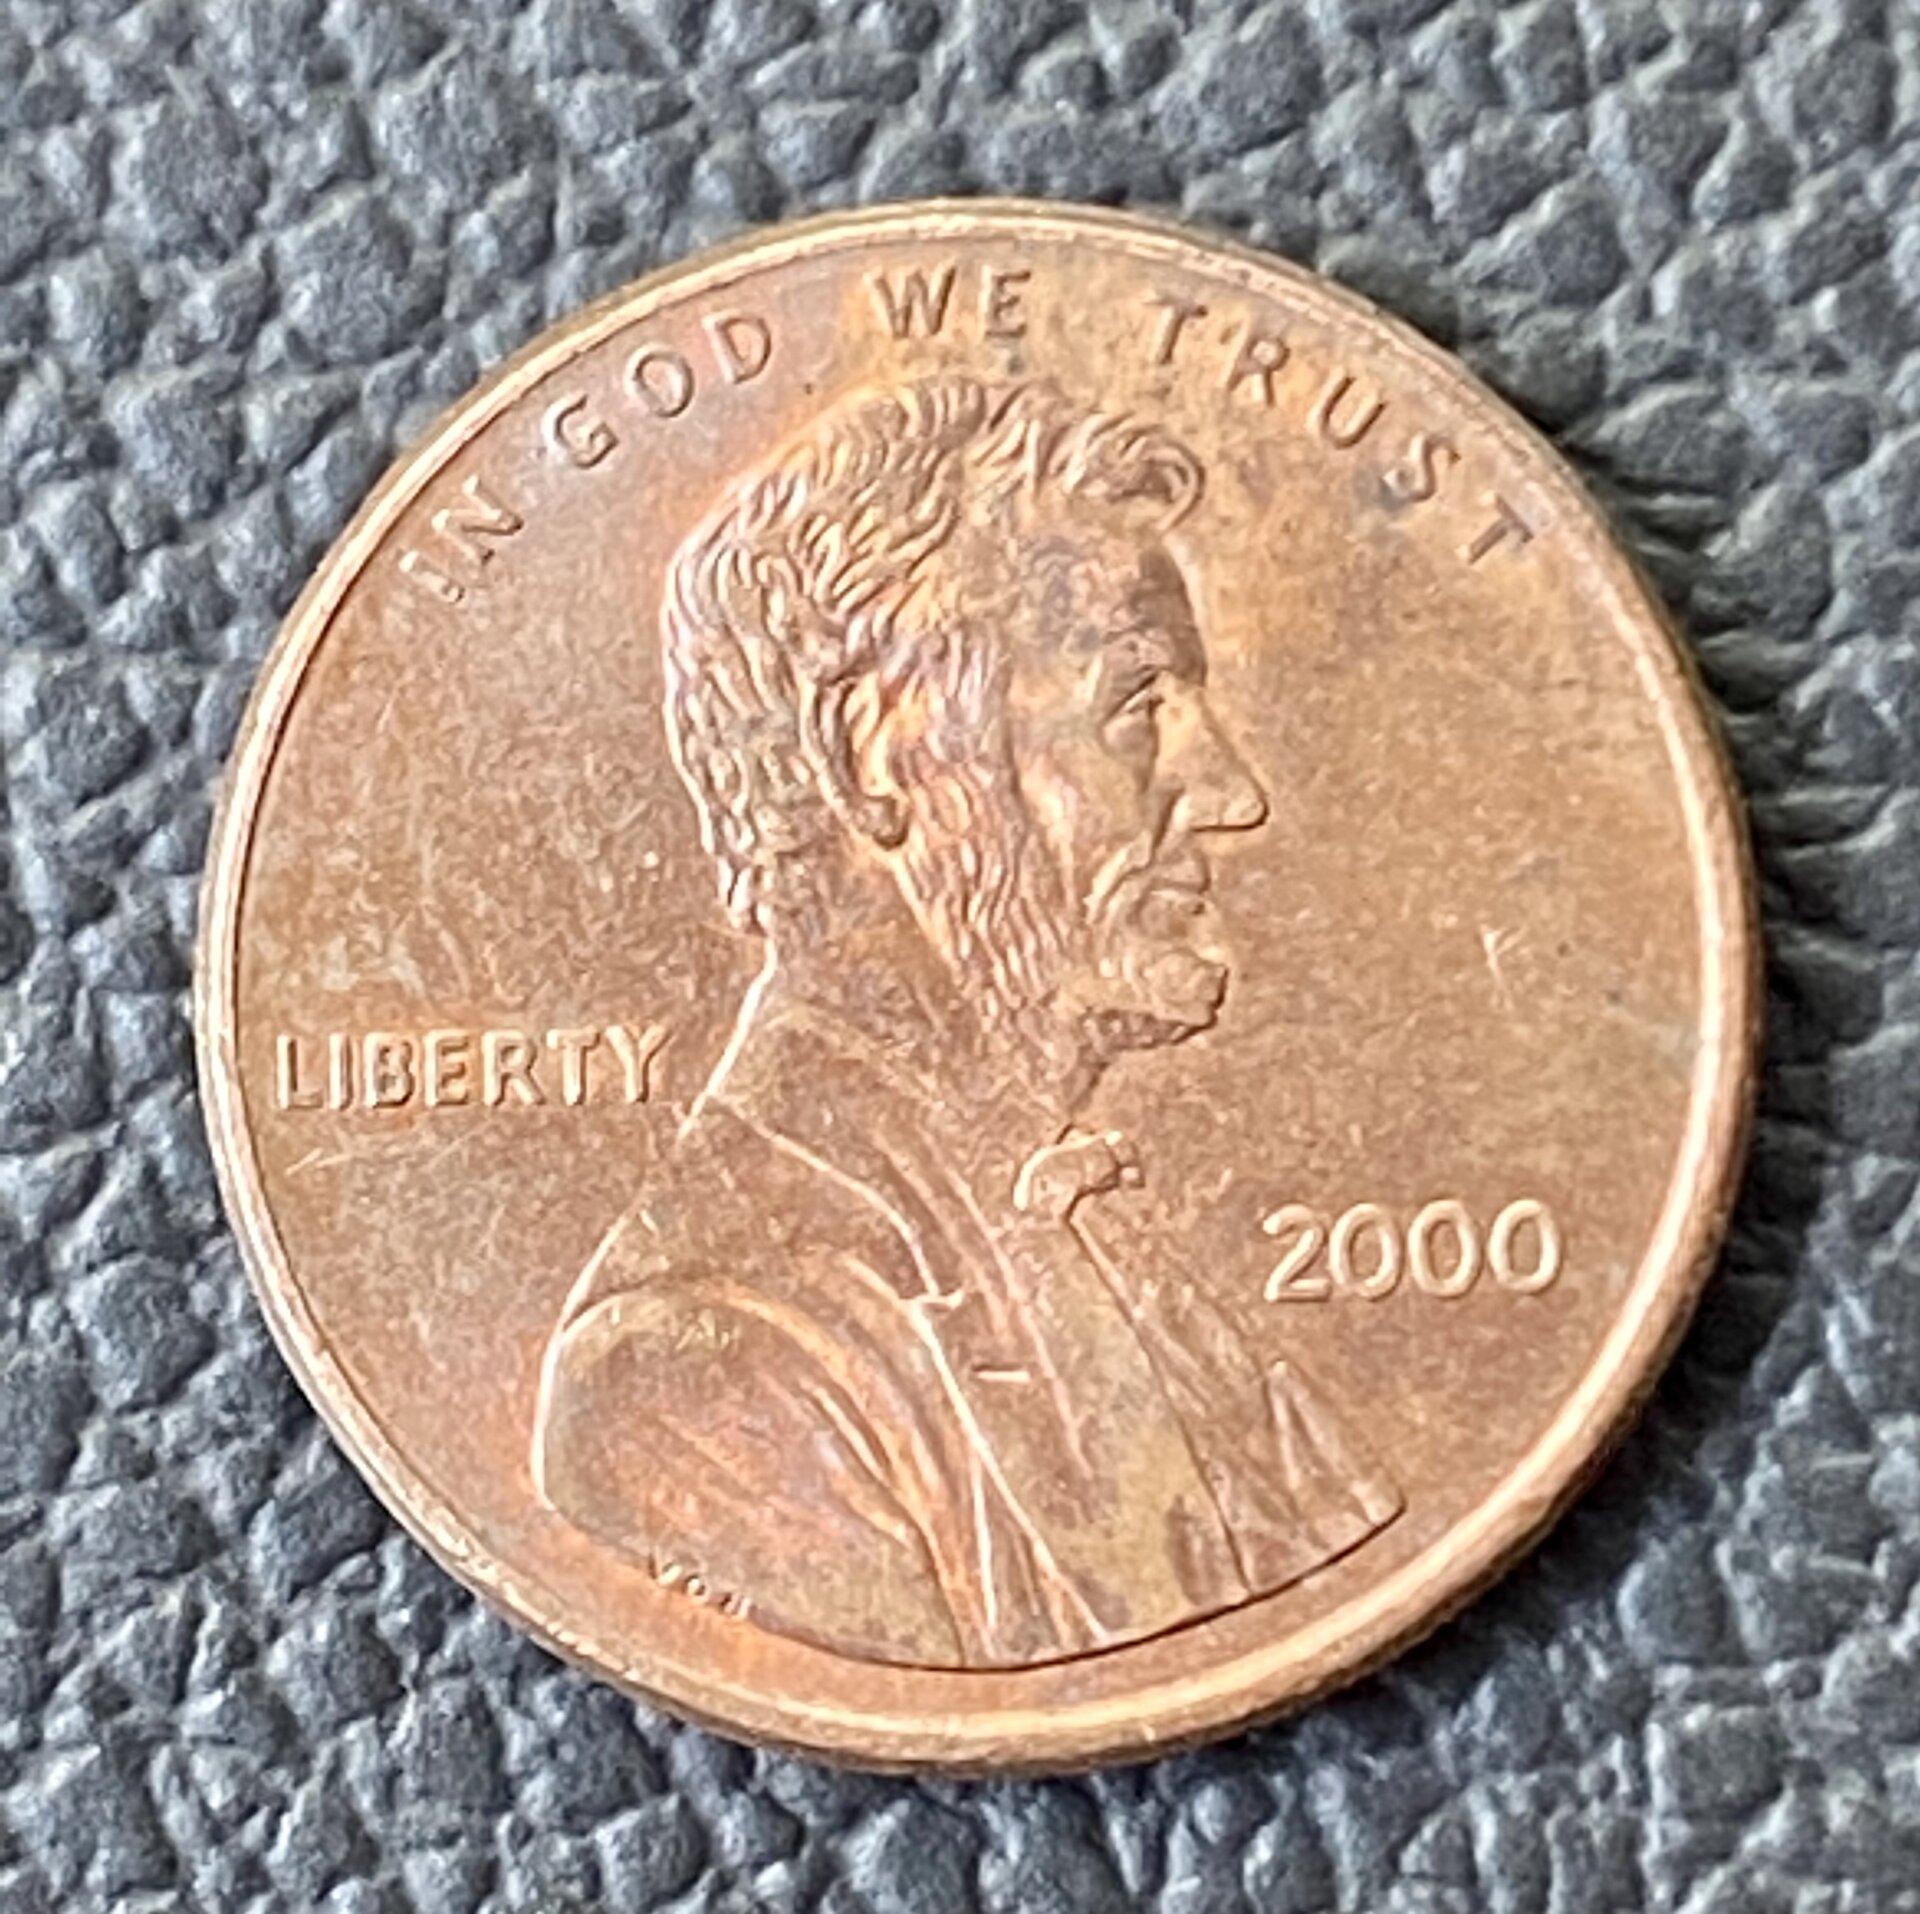 IN GOD WE TRUST
LIBERTY
2000